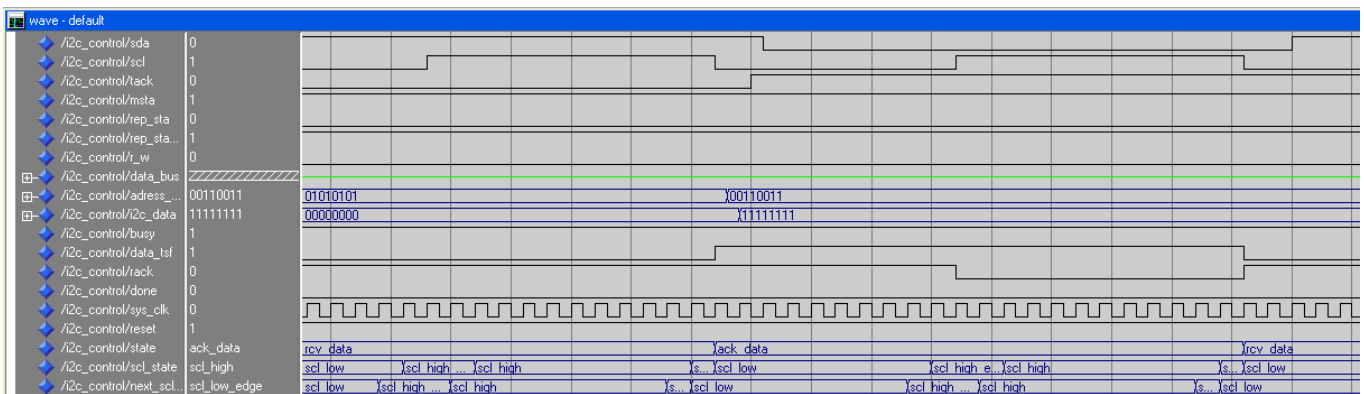 wave - default
/i2c_control/sda 0
/i2c_control/scl 1
/i2c_control/tack 0
/i2c_control/msta 1
/i2c_control/rep_sta 0
/i2c_control/rep_sta... 1
/i2c_control/r_w 0
/i2c_control/data_bus
/i2c_control/adress_... 00110011 01010101 00110011
/i2c_control/i2c_data 11111111 00000000 11111111
/i2c_control/busy 1
/i2c_control/data_tsf 1
/i2c_control/rack 0
/i2c_control/done 0
/i2c_control/sys_clk 0
/i2c_control/reset 1
/i2c_control/state ack_data rcv_data ack_data rcv_data
/i2c_control/scl_state scl_high scl_low scl_high ... scl_high s... scl_low scl_high_e... scl_high s... scl_low
/i2c_control/next_scl... scl_low_edge scl_low scl_high ... scl_high s... scl_low scl_high ... scl_high s... scl_low